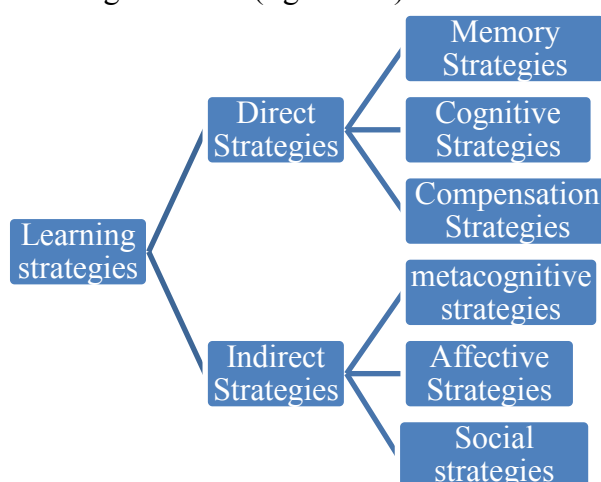 Memory
Strategies
Direct
Strategies
Cognitive
Strategies
Compensation
Strategies
Learning
strategies
metacognitive
strategies
Indirect
Strategies
Affective
Strategies
Social
strategies